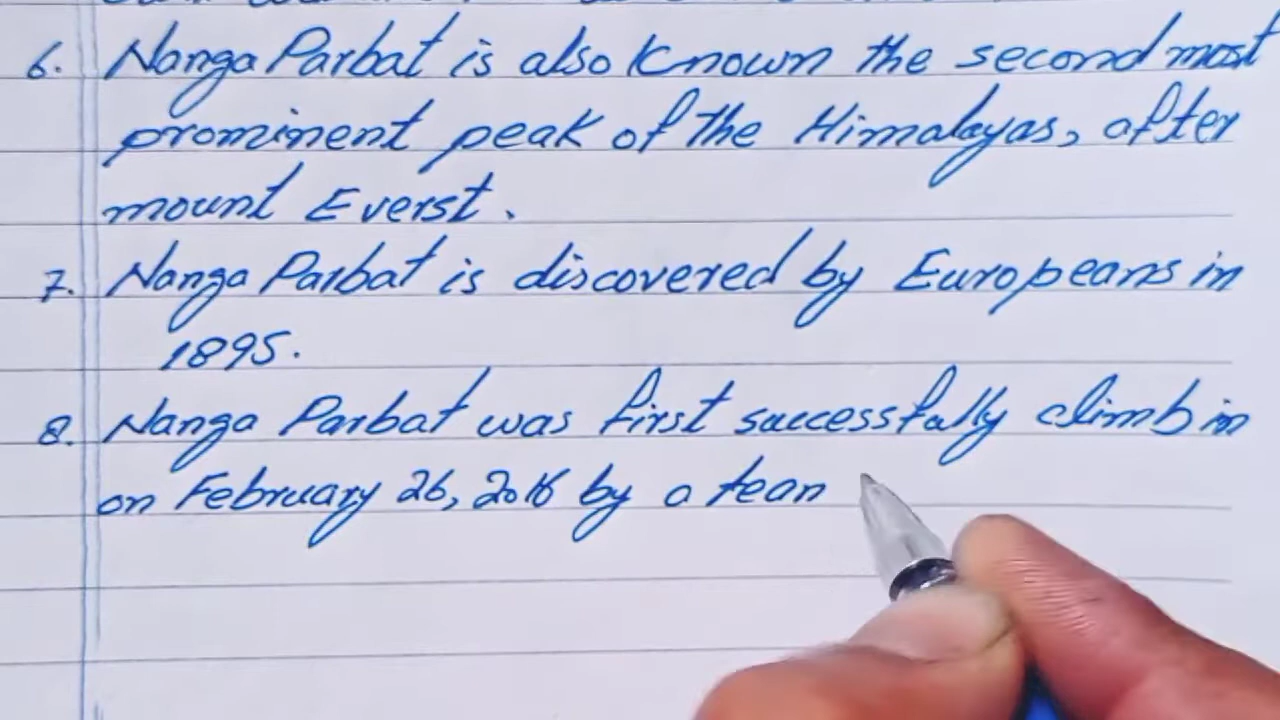 6. Nanga Parbat is also known the second most
prominent peak of the Himalayas, after
mount Everst.
7. Nanga Parbat is discovered by Europeans in
1895.
8. Nanga Parbat was first successfully climb in
on February 26, 2016 by a tean